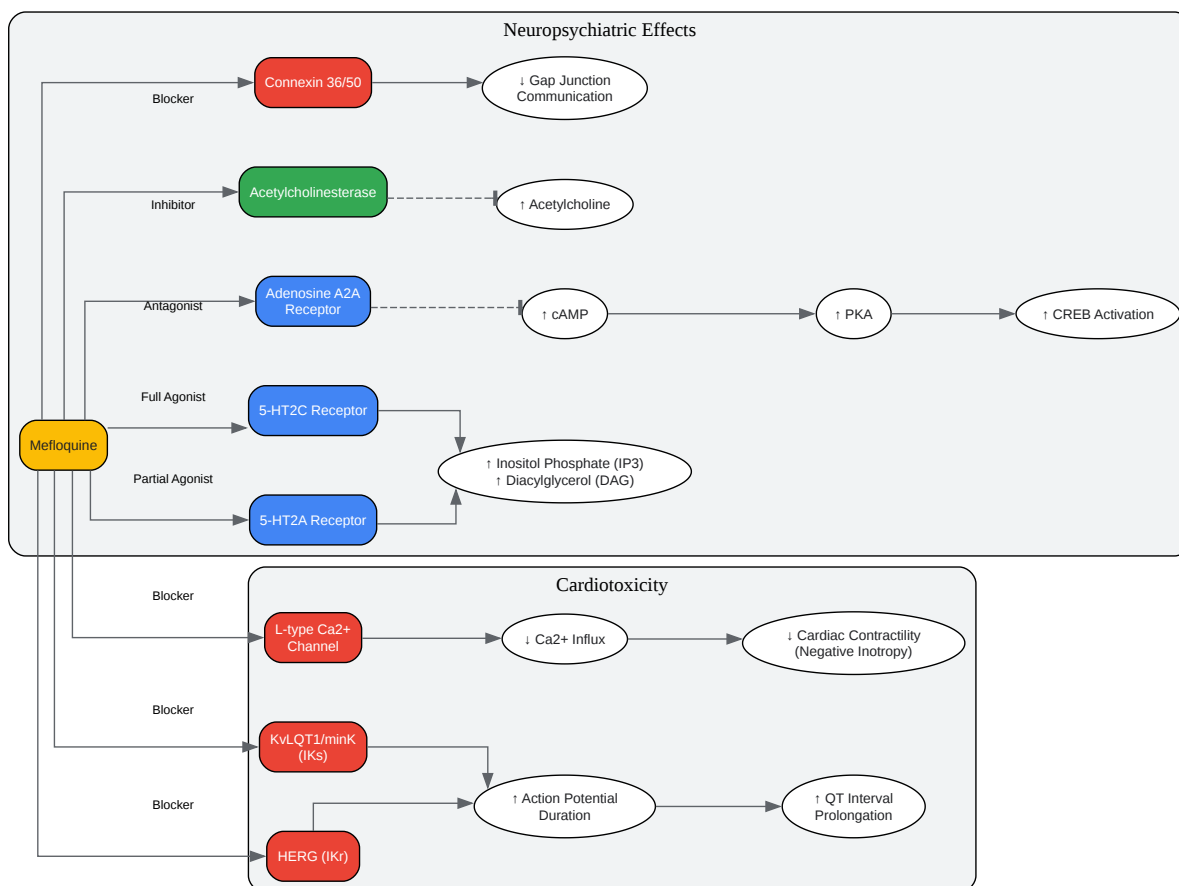 Neuropsychiatric Effects
Connexin 36/50
↓ Gap Junction
Communication
Blocker
Acetylcholinesterase
↑ Acetylcholine
Inhibitor
Adenosine A2A
Receptor
Antagonist
↑ cAMP
↑ PKA
↑ CREB Activation
Full Agonist
5-HT2C Receptor
Mefloquine
↑ Inositol Phosphate (IP3)
↑ Diacylglycerol (DAG)
Partial Agonist
5-HT2A Receptor
Cardiotoxicity
Blocker
L-type Ca2+
Channel
↓ Ca2+ Influx
↓ Cardiac Contractility
(Negative Inotropy)
Blocker
KvLQT1/minK
(IKs)
Blocker
↑ Action Potential
Duration
↑ QT Interval
Prolongation
HERG (IKr)